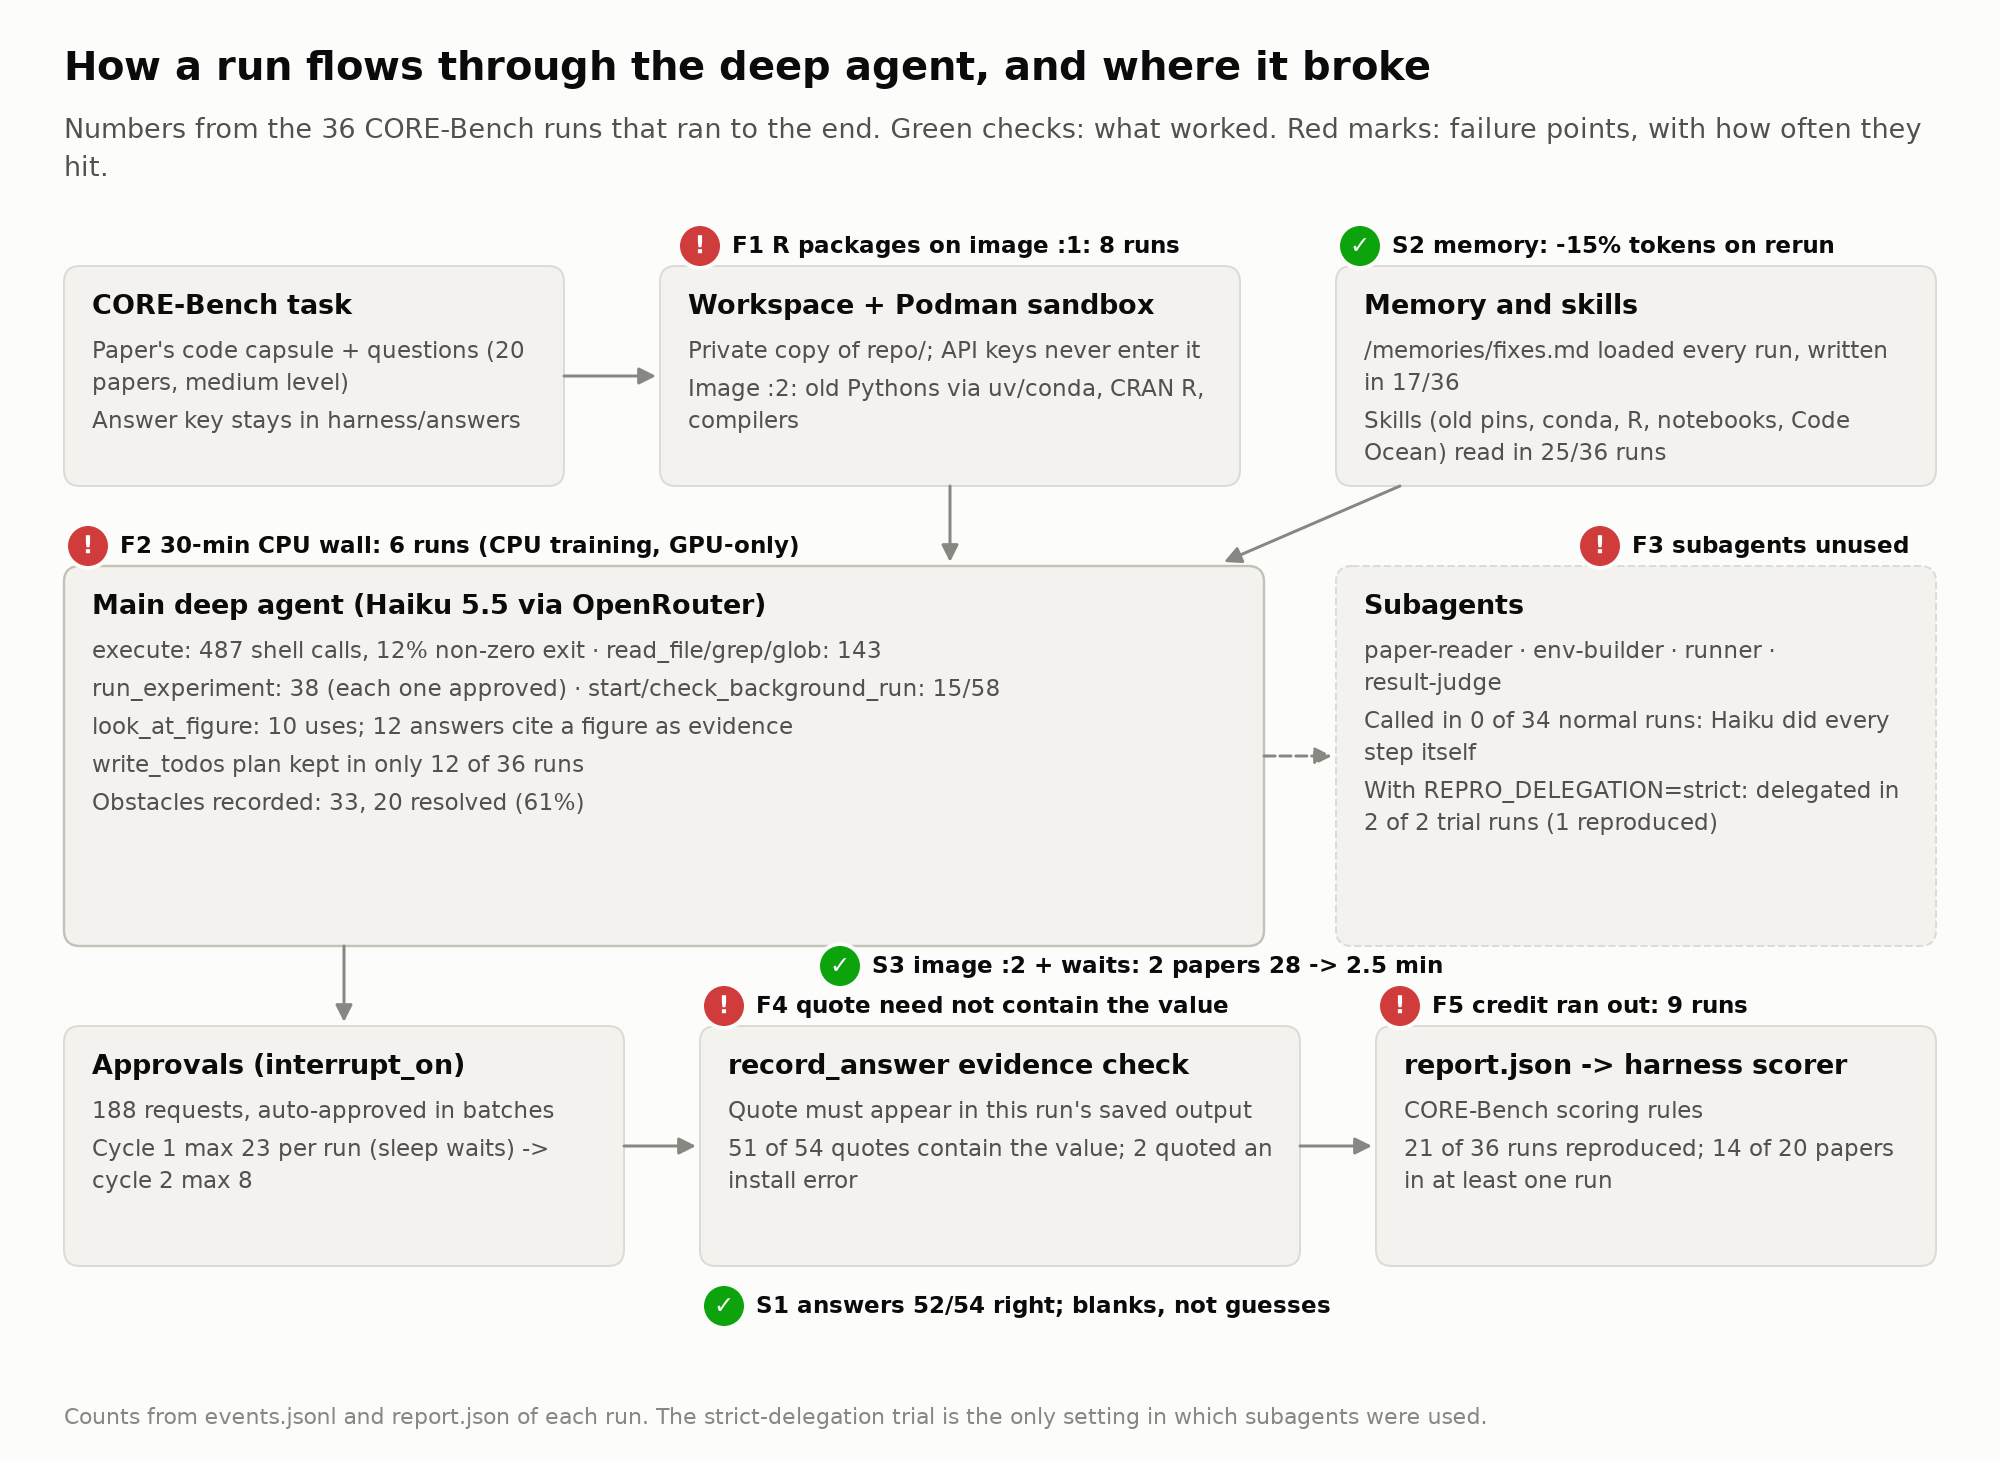 How a run flows through the deep agent, and where it broke
Numbers from the 36 CORE-Bench runs that ran to the end. Green checks: what worked. Red marks: failure points, with how often they
hit.
! F1 R packages on image :1: 8 runs
✓ S2 memory: -15% tokens on rerun
CORE-Bench task
Paper's code capsule + questions (20
papers, medium level)
Answer key stays in harness/answers
Workspace + Podman sandbox
Private copy of repo/; API keys never enter it
Image :2: old Pythons via uv/conda, CRAN R,
compilers
Memory and skills
/memories/fixes.md loaded every run, written
in 17/36
Skills (old pins, conda, R, notebooks, Code
Ocean) read in 25/36 runs
! F2 30-min CPU wall: 6 runs (CPU training, GPU-only)
! F3 subagents unused
Main deep agent (Haiku 5.5 via OpenRouter)
execute: 487 shell calls, 12% non-zero exit · read_file/grep/glob: 143
run_experiment: 38 (each one approved) · start/check_background_run: 15/58
look_at_figure: 10 uses; 12 answers cite a figure as evidence
write_todos plan kept in only 12 of 36 runs
Obstacles recorded: 33, 20 resolved (61%)
Subagents
paper-reader · env-builder · runner ·
result-judge
Called in 0 of 34 normal runs: Haiku did every
step itself
With REPRO_DELEGATION=strict: delegated in
2 of 2 trial runs (1 reproduced)
✓ S3 image :2 + waits: 2 papers 28 -> 2.5 min
! F4 quote need not contain the value
! F5 credit ran out: 9 runs
Approvals (interrupt_on)
188 requests, auto-approved in batches
Cycle 1 max 23 per run (sleep waits) ->
cycle 2 max 8
record_answer evidence check
Quote must appear in this run's saved output
51 of 54 quotes contain the value; 2 quoted an
install error
report.json -> harness scorer
CORE-Bench scoring rules
21 of 36 runs reproduced; 14 of 20 papers
in at least one run
✓ S1 answers 52/54 right; blanks, not guesses
Counts from events.jsonl and report.json of each run. The strict-delegation trial is the only setting in which subagents were used.